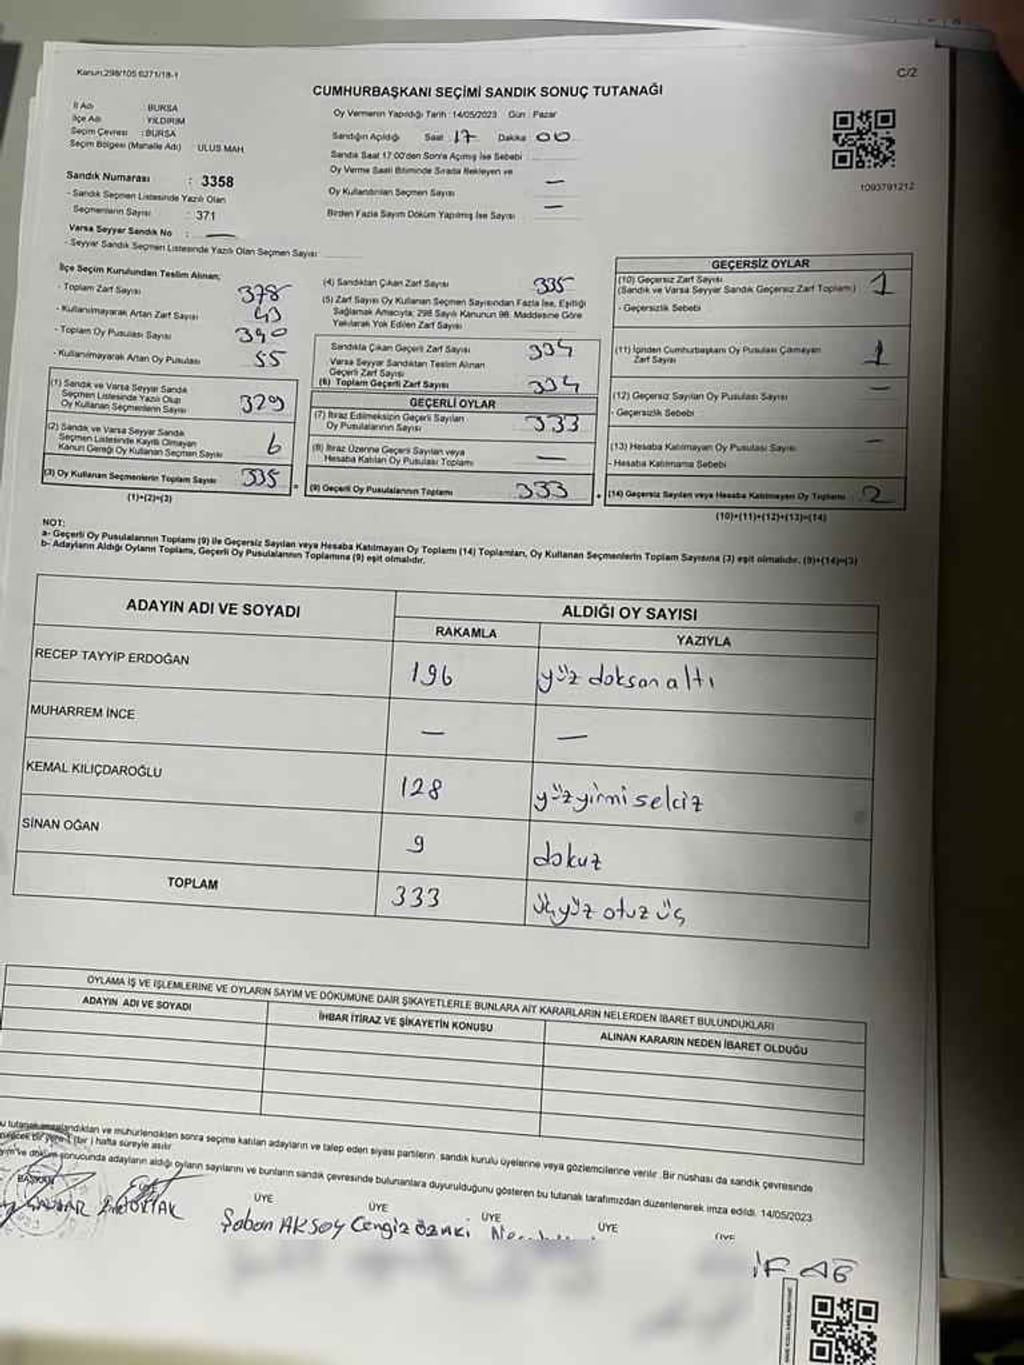 Kanun:298/105 6271/18-1
C/2
CUMHURBAŞKANI SEÇİMİ SANDIK SONUÇ TUTANAĞI
İl Adı : BURSA
İlçe Adı : YILDIRIM
Seçim Çevresi : BURSA
Seçim Bölgesi (Mahalle Adı) ULUS MAH.
Sandık Numarası : 3358
- Sandık Seçmen Listesinde Yazılı Olan
Seçmenlerin Sayısı : 371
Varsa Seyyar Sandık No : —
- Seyyar Sandık Seçmen Listesinde Yazılı Olan Seçmen Sayısı:
Oy Vermenin Yapıldığı Tarih : 14/05/2023 Gün : Pazar
Sandığın Açıldığı Saat 17 Dakika 00
Sandık Saat 17.00'den Sonra Açılmış İse Sebebi
Oy Verme Saati Bitiminde Sırada Bekleyen ve
Oy Kullandırılan Seçmen Sayısı —
Birden Fazla Sayım Döküm Yapılmış İse Sayısı —
1093791212
İlçe Seçim Kurulundan Teslim Alınan;
- Toplam Zarf Sayısı 378
- Kullanılmayarak Artan Zarf Sayısı 43
- Toplam Oy Pusulası Sayısı 390
- Kullanılmayarak Artan Oy Pusulası 55
(1) Sandık ve Varsa Seyyar Sandık
Seçmen Listesinde Yazılı Olup
Oy Kullanan Seçmenlerin Sayısı 329
(2) Sandık ve Varsa Seyyar Sandık
Seçmen Listesinde Kayıtlı Olmayan
Kanun Gereği Oy Kullanan Seçmen Sayısı 6
(3) Oy Kullanan Seçmenlerin Toplam Sayısı 335 =
(1)+(2)=(2)
(4) Sandıktan Çıkan Zarf Sayısı 335
(5) Zarf Sayısı Oy Kullanan Seçmen Sayısından Fazla İse, Eşitliği
Sağlamak Amacıyla; 298 Sayılı Kanunun 98. Maddesine Göre
Yakılarak Yok Edilen Zarf Sayısı
Sandıkta Çıkan Geçerli Zarf Sayısı 334
Varsa Seyyar Sandıktan Teslim Alınan
Geçerli Zarf Sayısı
(6) Toplam Geçerli Zarf Sayısı 334
GEÇERLİ OYLAR
(7) İtiraz Edilmeksizin Geçerli Sayılan
Oy Pusulalarının Sayısı 333
(8) İtiraz Üzerine Geçerli Sayılan veya
Hesaba Katılan Oy Pusulası Toplamı —
(9) Geçerli Oy Pusulalarının Toplamı 333 +
GEÇERSİZ OYLAR
(10) Geçersiz Zarf Sayısı
(Sandık ve Varsa Seyyar Sandık Geçersiz Zarf Toplamı) 1
- Geçersizlik Sebebi
(11) İçinden Cumhurbaşkanı Oy Pusulası Çıkmayan
Zarf Sayısı 1
(12) Geçersiz Sayılan Oy Pusulası Sayısı —
- Geçersizlik Sebebi
(13) Hesaba Katılmayan Oy Pusulası Sayısı —
- Hesaba Katılmama Sebebi
(14) Geçersiz Sayılan veya Hesaba Katılmayan Oy Toplamı : 2
(10)+(11)+(12)+(13)=(14)
NOT:
a- Geçerli Oy Pusulalarının Toplamı (9) ile Geçersiz Sayılan veya Hesaba Katılmayan Oy Toplamı (14) Toplamları, Oy Kullanan Seçmenlerin Toplam Sayısına (3) eşit olmalıdır. (9)+(14)=(3)
b- Adayların Aldığı Oyların Toplamı, Geçerli Oy Pusulalarının Toplamına (9) eşit olmalıdır.
ADAYIN ADI VE SOYADI ALDIĞI OY SAYISI
RAKAMLA YAZIYLA
RECEP TAYYİP ERDOĞAN 196 yüz doksan altı
MUHARREM İNCE — —
KEMAL KILIÇDAROĞLU 128 yüzyirmi sekiz
SİNAN OĞAN 9 dokuz
TOPLAM 333 üçyüz otuz üç
OYLAMA İŞ VE İŞLEMLERİNE VE OYLARIN SAYIM VE DÖKÜMÜNE DAİR ŞİKAYETLERLE BUNLARA AİT KARARLARIN NELERDEN İBARET BULUNDUKLARI
ADAYIN ADI VE SOYADI İHBAR İTİRAZ VE ŞİKAYETİN KONUSU ALINAN KARARIN NEDEN İBARET OLDUĞU
ve mühürlendikten sonra seçime katılan adayların ve talep eden siyasi partilerin sandık kurulu üyelerine veya gözlemcilerine verilir. Bir nüshası da sandık çevresinde
bir yere 1 (bir) hafta süreyle asılır.
ve döküm sonucunda adayların aldığı oyların sayılarını ve bunların sandık çevresinde bulunanlara duyurulduğunu gösteren bu tutanak tarafımızdan düzenlenerek imza edildi. 14/05/2023
BAŞKAN ÜYE ÜYE ÜYE ÜYE ÜYE
Şaban AKSOY Cengiz